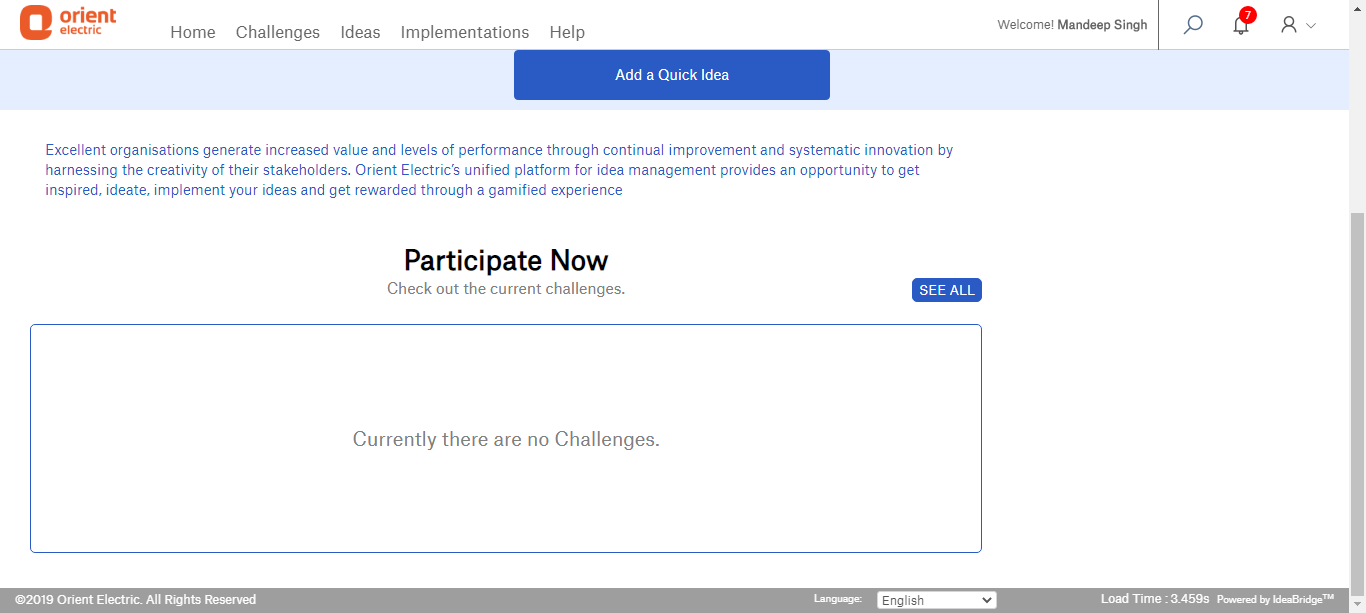 orient
electric
Home Challenges Ideas Implementations Help
Welcome! Mandeep Singh
7
Add a Quick Idea
Excellent organisations generate increased value and levels of performance through continual improvement and systematic innovation by
harnessing the creativity of their stakeholders. Orient Electric’s unified platform for idea management provides an opportunity to get
inspired, ideate, implement your ideas and get rewarded through a gamified experience
Participate Now
Check out the current challenges.
SEE ALL
Currently there are no Challenges.
©2019 Orient Electric. All Rights Reserved
Language: English
Load Time : 3.459s Powered by IdeaBridge™